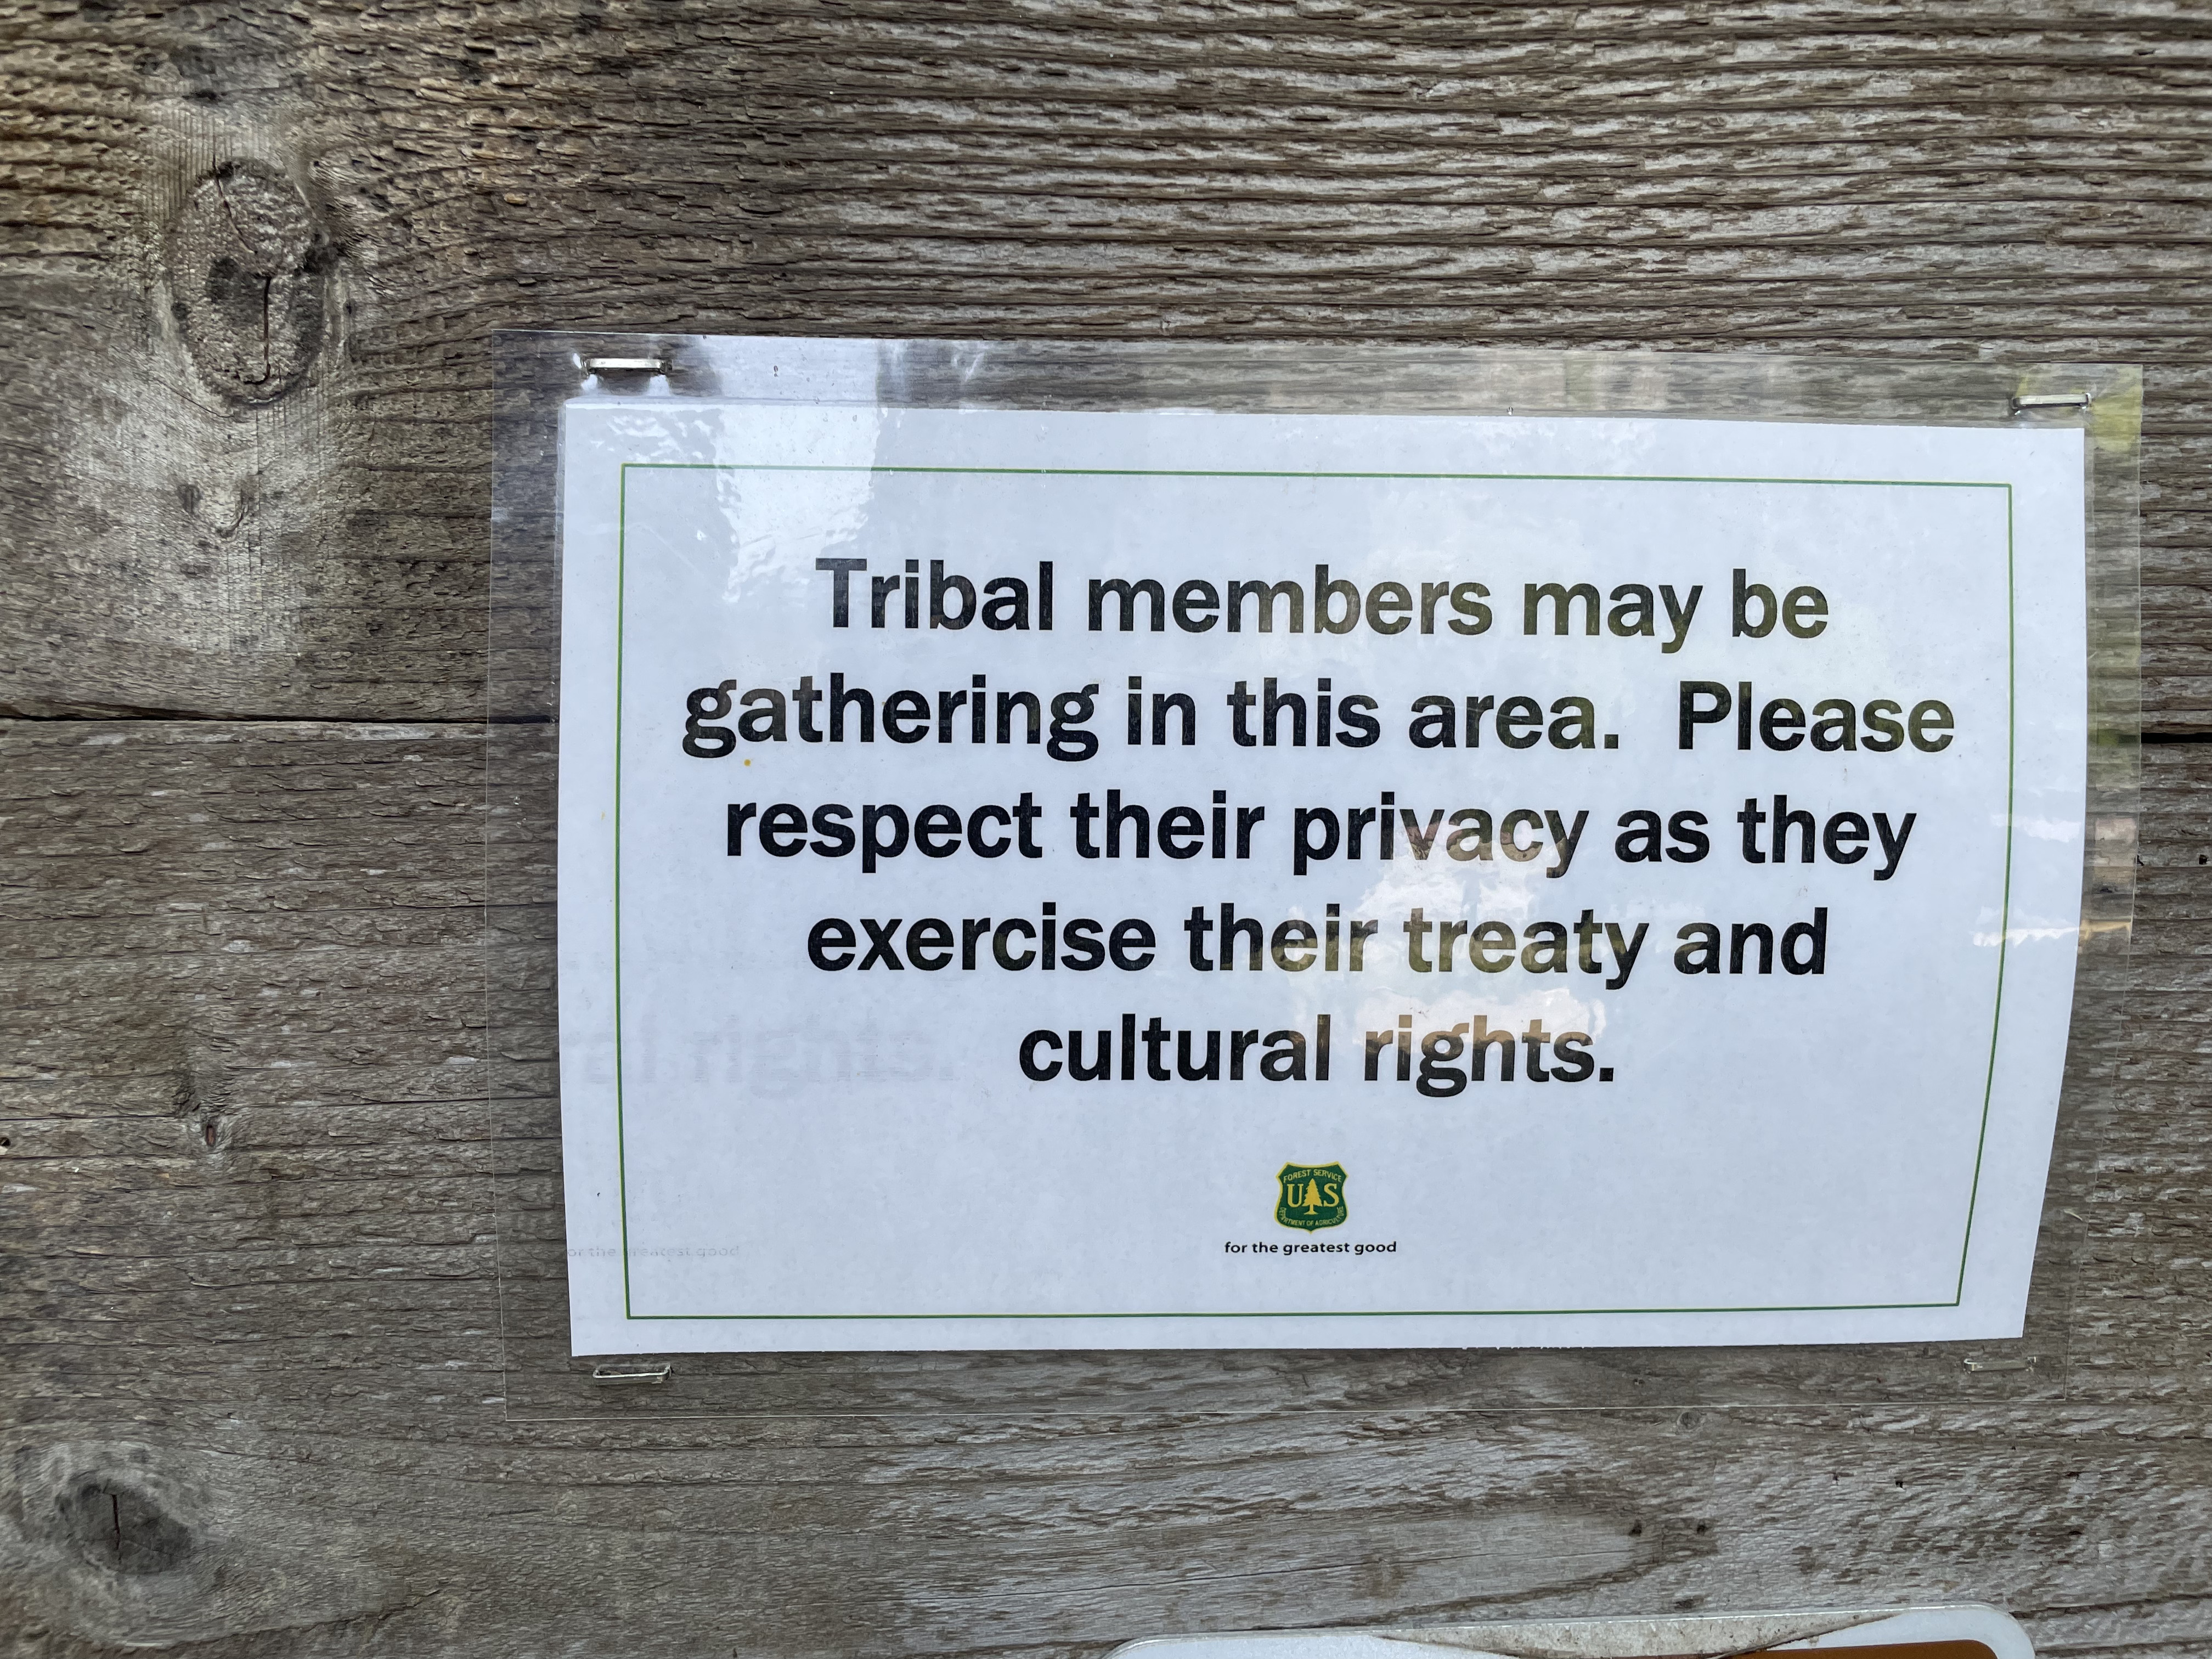 Tribal members may be
gathering in this area.  Please
respect their privacy as they
exercise their treaty and
cultural rights.
FOREST SERVICE
UAS
DEPARTMENT OF AGRICULTURE
for the greatest good